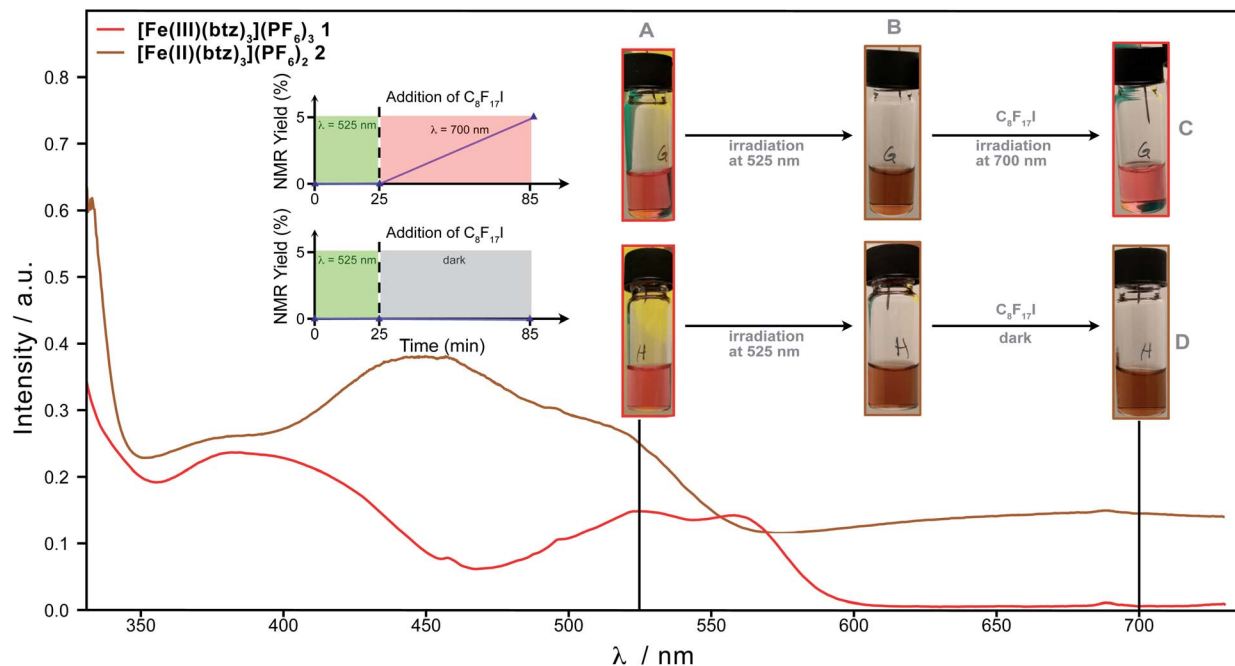 [Fe(III)(btz)₃](PF₆)₃ 1
[Fe(II)(btz)₃](PF₆)₂ 2
Intensity / a.u.
0.8
0.7
0.6
0.5
0.4
0.3
0.2
0.1
0.0
350
400
450
500
550
600
650
700
λ / nm
NMR Yield (%)
Addition of C₈F₁₇I
5
0
λ = 525 nm
λ = 700 nm
0
25
85
NMR Yield (%)
Addition of C₈F₁₇I
5
0
λ = 525 nm
dark
0
25
85
Time (min)
A
B
C
D
G
irradiation
at 525 nm
G
C₈F₁₇I
irradiation
at 700 nm
G
H
irradiation
at 525 nm
H
C₈F₁₇I
dark
H